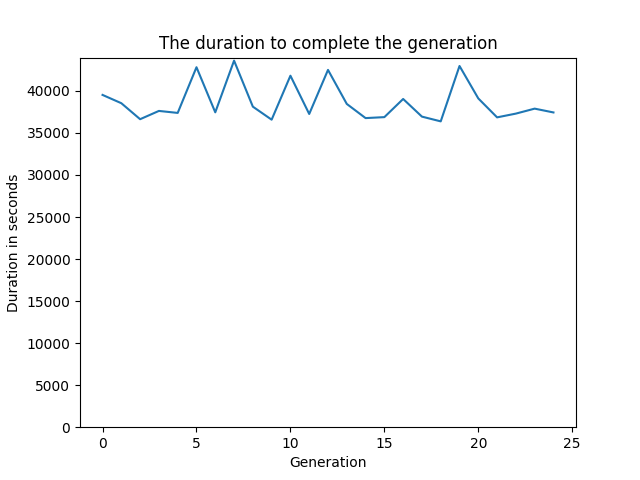 The duration to complete the generation
Duration in seconds
40000
35000
30000
25000
20000
15000
10000
5000
0
0 5 10 15 20 25
Generation